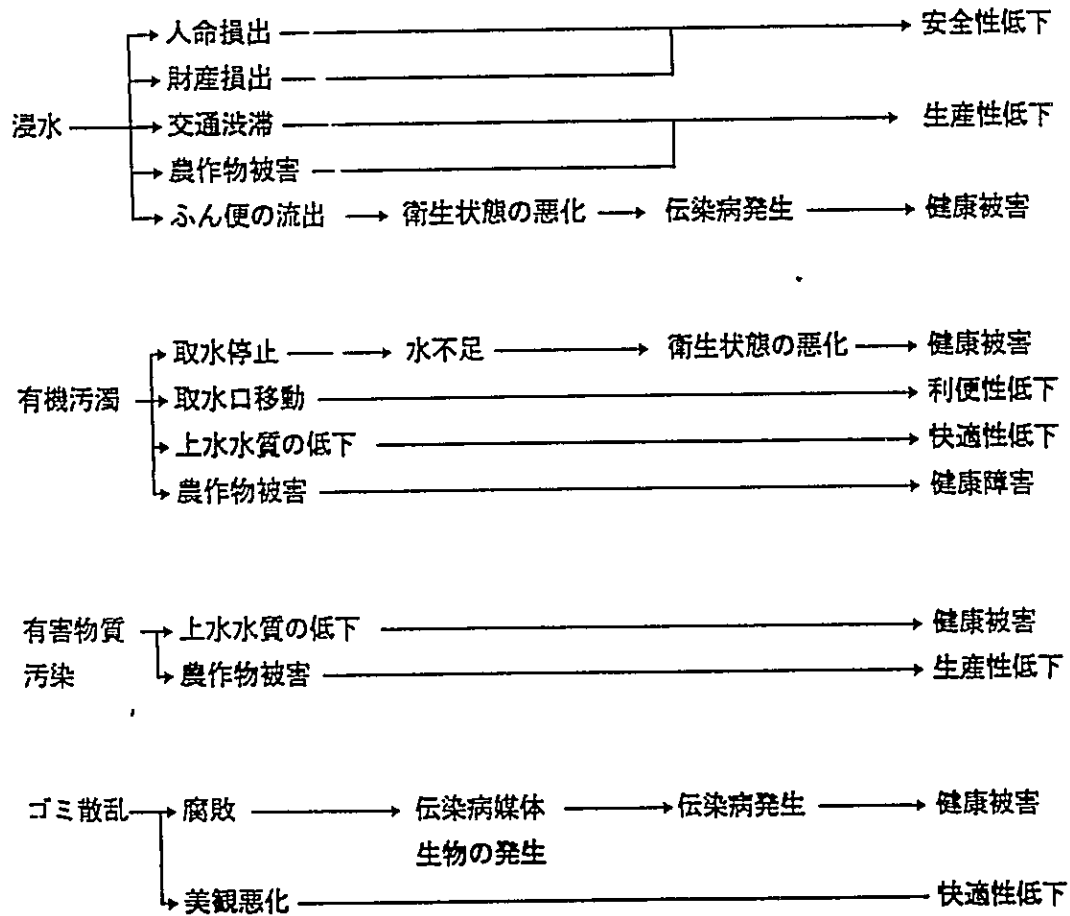 人命損出 安全性低下
財産損出
浸水 交通渋滞 生産性低下
農作物被害
ふん便の流出 衛生状態の悪化 伝染病発生 健康被害
取水停止 水不足 衛生状態の悪化 健康被害
有機汚濁 取水口移動 利便性低下
上水水質の低下 快適性低下
農作物被害 健康障害
有害物質 上水水質の低下 健康被害
汚染 農作物被害 生産性低下
ゴミ散乱 腐敗 伝染病媒体 伝染病発生 健康被害
生物の発生
美観悪化 快適性低下